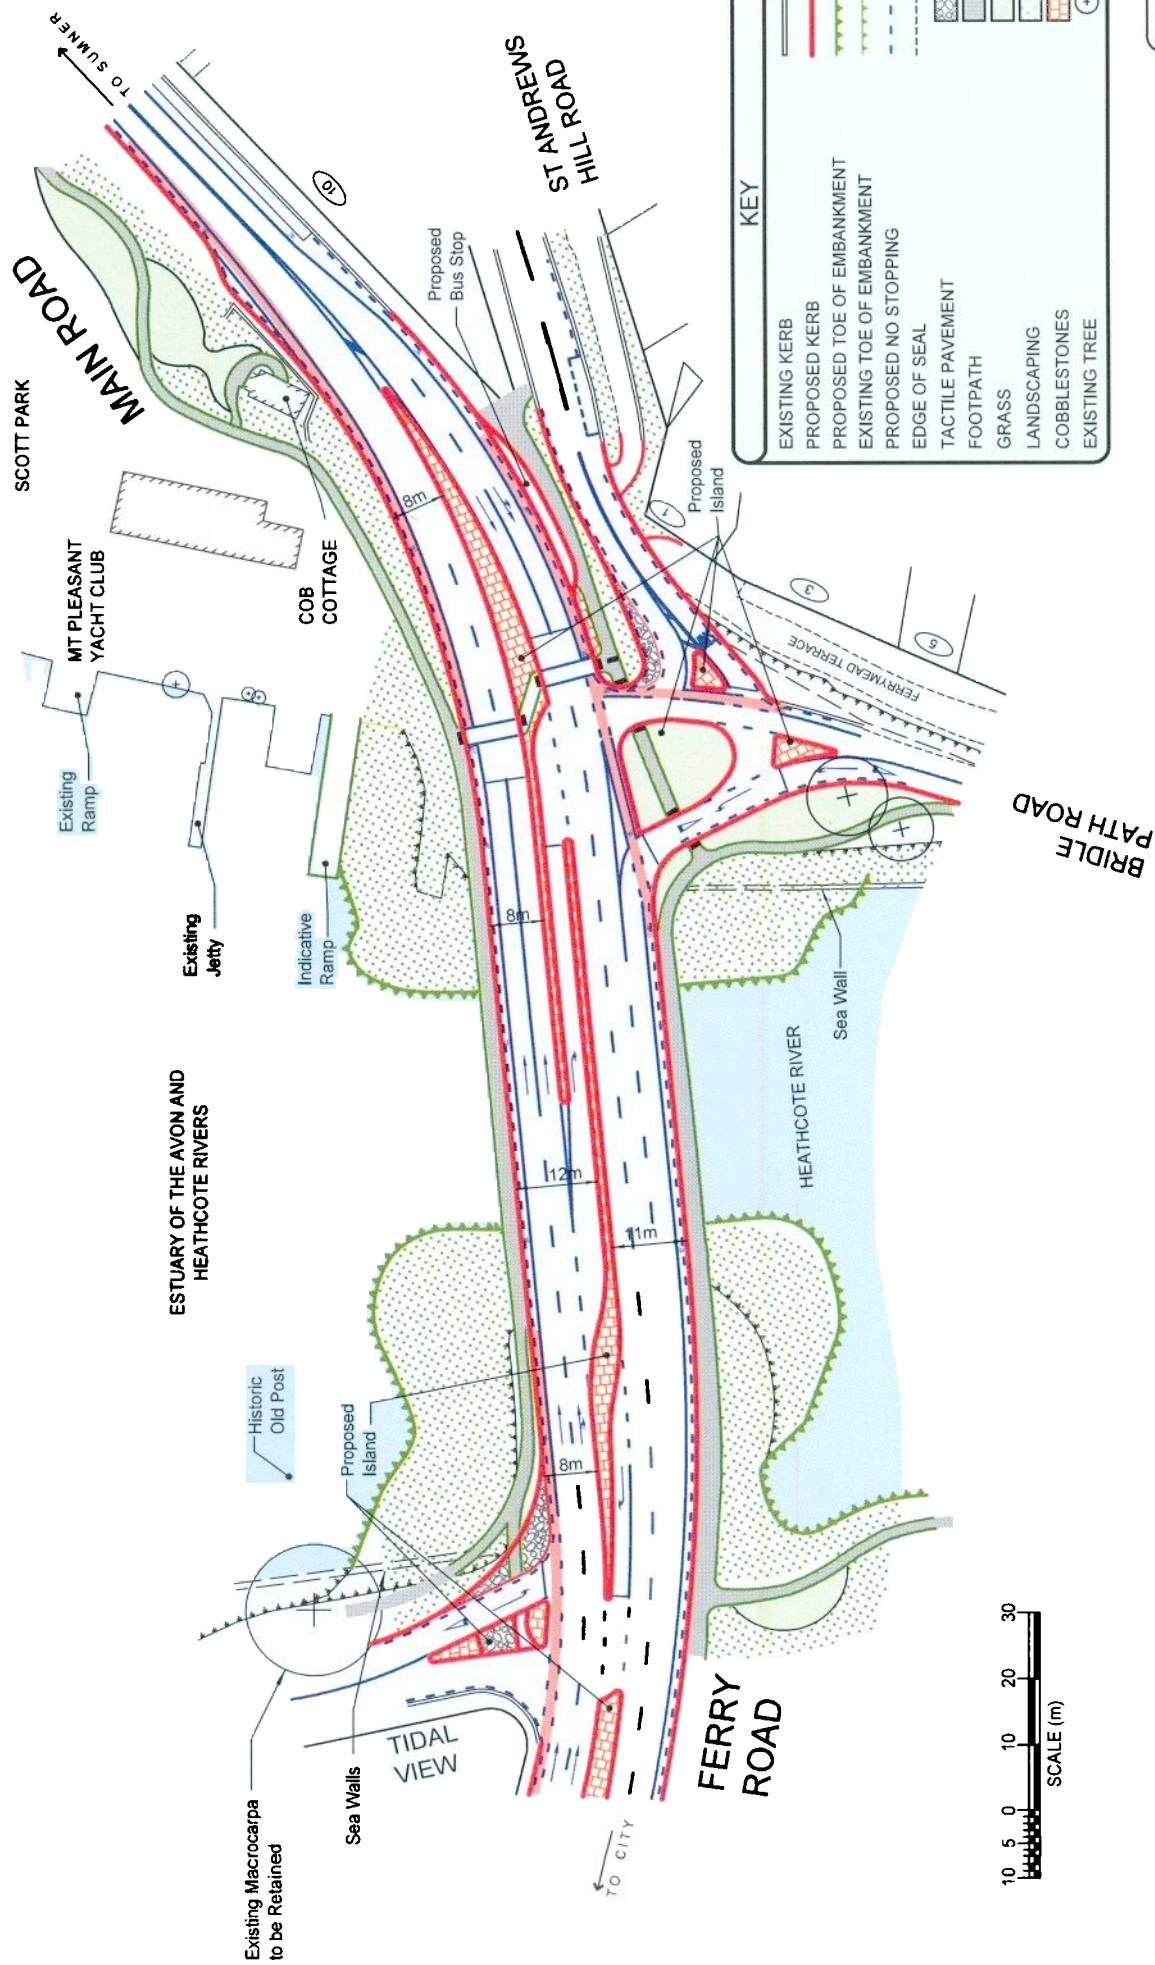 TO SUMNER
MAIN ROAD
SCOTT PARK
MT PLEASANT
YACHT CLUB
COB
COTTAGE
Existing
Ramp
Existing
Jetty
Indicative
Ramp
ESTUARY OF THE AVON AND
HEATHCOTE RIVERS
Historic
Old Post
Proposed
Island
Existing Macrocarpa
to be Retained
Sea Walls
TIDAL
VIEW
TO CITY
FERRY
ROAD
8m
12m
11m
8m
8m
10
Proposed
Bus Stop
ST ANDREWS
HILL ROAD
Proposed
Island
1
3
5
FERRYMEAD TERRACE
BRIDLE
PATH ROAD
Sea Wall
HEATHCOTE RIVER
KEY
EXISTING KERB
PROPOSED KERB
PROPOSED TOE OF EMBANKMENT
EXISTING TOE OF EMBANKMENT
PROPOSED NO STOPPING
EDGE OF SEAL
TACTILE PAVEMENT
FOOTPATH
GRASS
LANDSCAPING
COBBLESTONES
EXISTING TREE
10 5 0 10 20 30
SCALE (m)